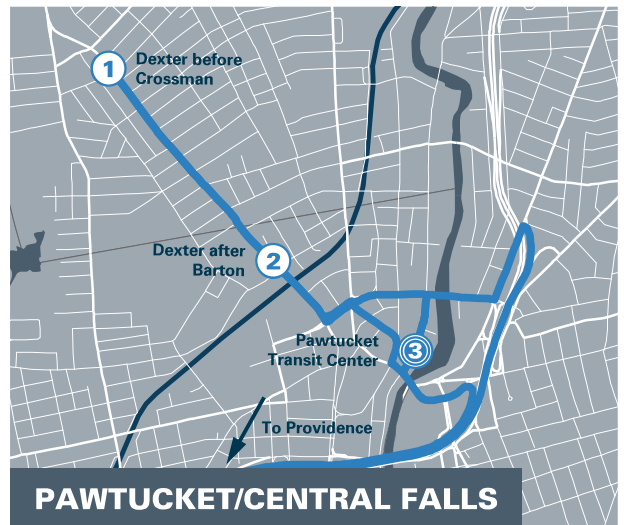 1
Dexter before
Crossman
Dexter after
Barton
2
Pawtucket
Transit Center
3
To Providence
PAWTUCKET/CENTRAL FALLS